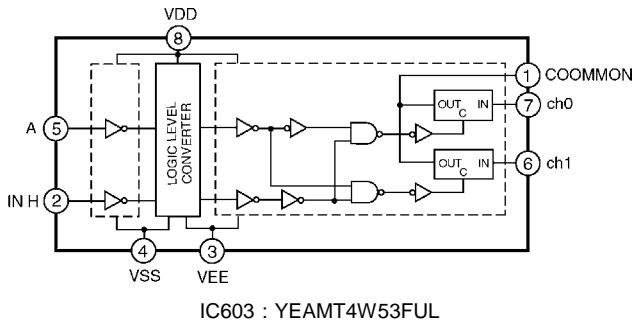 VDD
8
1 COOMMON
OUT IN
C
7 ch0
A 5
LOGIC LEVEL
CONVERTER
OUT IN
C
6 ch1
IN H 2
4
3
VSS
VEE
IC603 : YEAMT4W53FUL